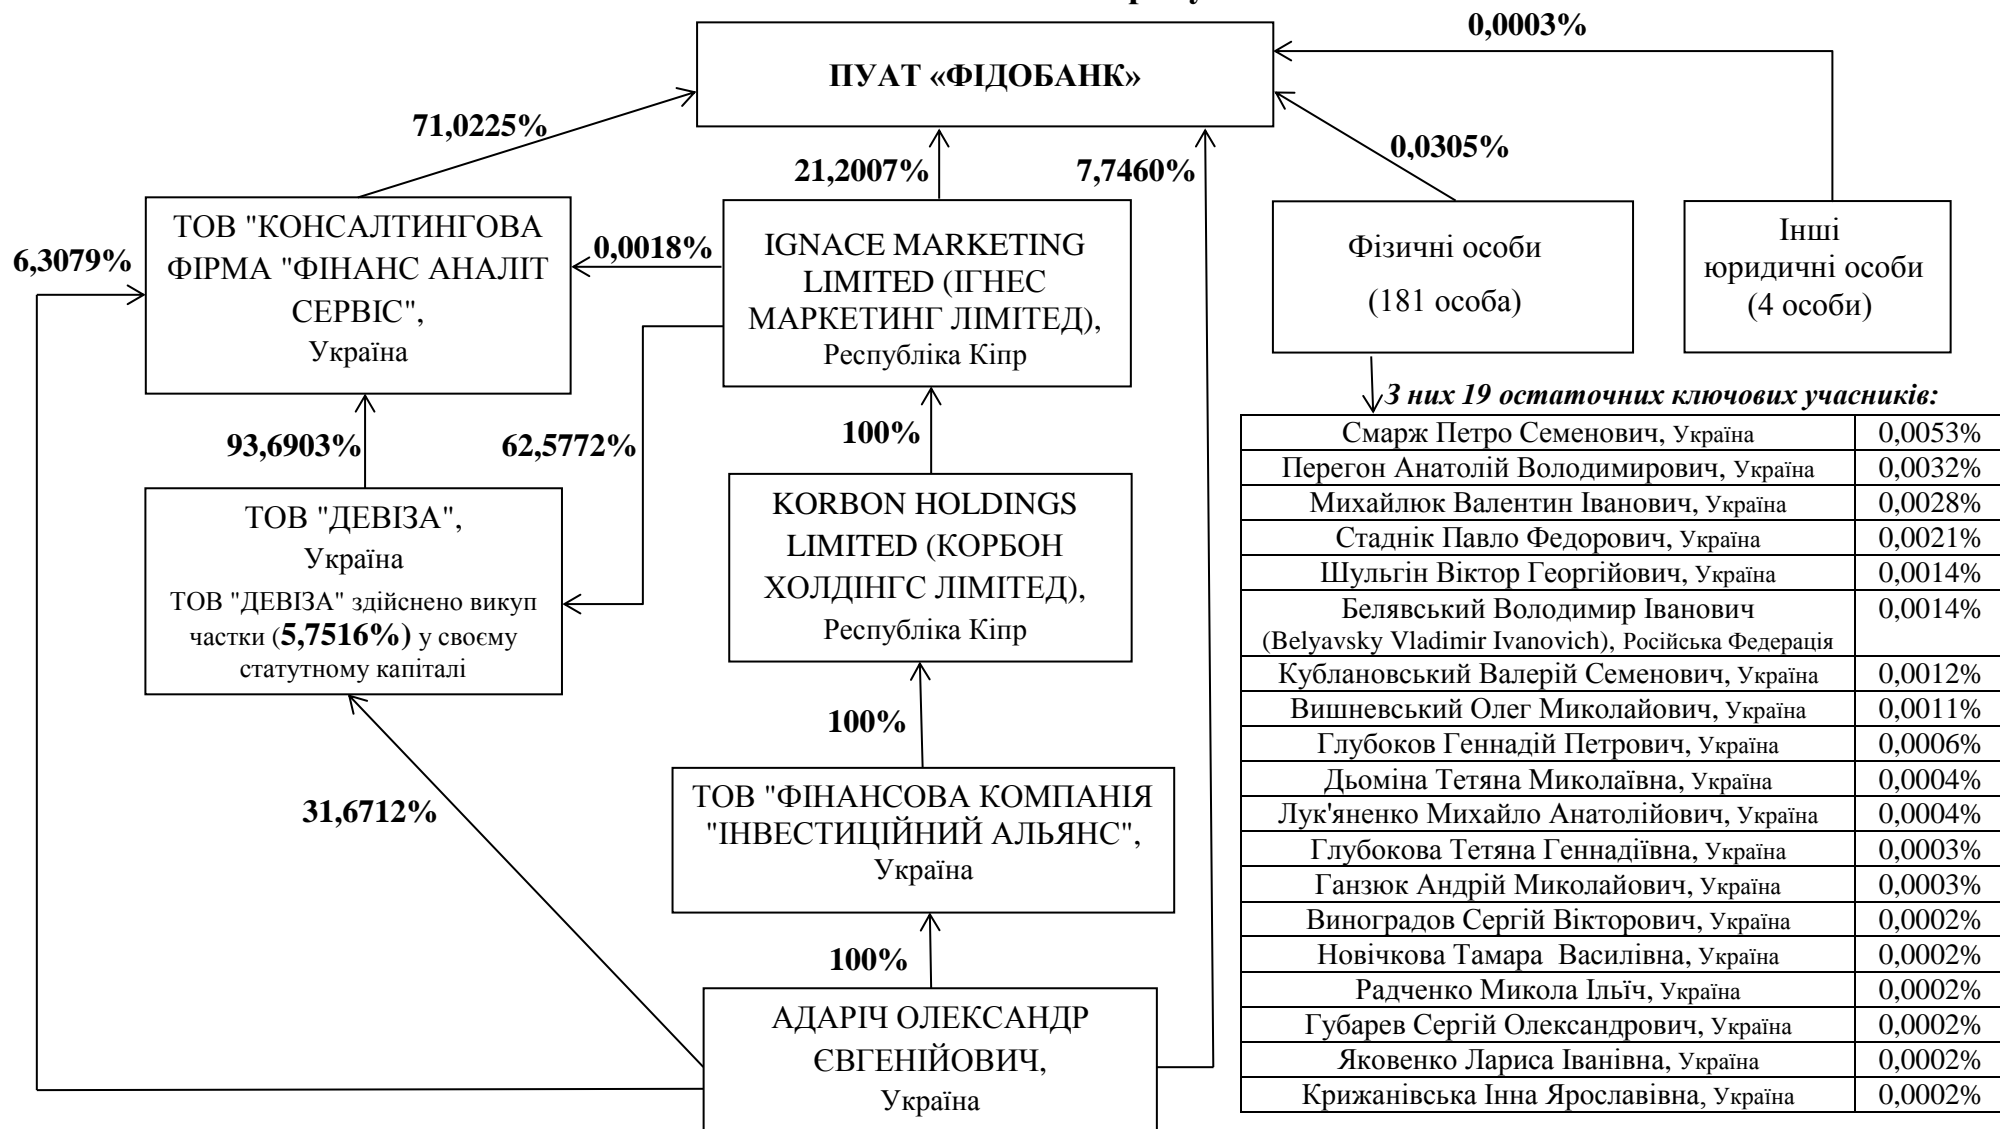 0,0003%
ПУАТ «ФІДОБАНК»
71,0225%
21,2007%
7,7460%
0,0305%
6,3079%
ТОВ "КОНСАЛТИНГОВА
ФІРМА "ФІНАНС АНАЛІТ
СЕРВІС",
Україна
0,0018%
IGNACE MARKETING
LIMITED (ІГНЕС
МАРКЕТИНГ ЛІМІТЕД),
Республіка Кіпр
Фізичні особи
(181 особа)
Інші
юридичні особи
(4 особи)
93,6903%
62,5772%
100%
ТОВ "ДЕВІЗА",
Україна
ТОВ "ДЕВІЗА" здійснено викуп
частки (5,7516%) у своєму
статутному капіталі
KORBON HOLDINGS
LIMITED (КОРБОН
ХОЛДІНГС ЛІМІТЕД),
Республіка Кіпр
100%
31,6712%
ТОВ "ФІНАНСОВА КОМПАНІЯ
"ІНВЕСТИЦІЙНИЙ АЛЬЯНС",
Україна
100%
АДАРІЧ ОЛЕКСАНДР
ЄВГЕНІЙОВИЧ,
Україна
З них 19 остаточних ключових учасників:
Смарж Петро Семенович, Україна 0,0053%
Перегон Анатолій Володимирович, Україна 0,0032%
Михайлюк Валентин Іванович, Україна 0,0028%
Стаднік Павло Федорович, Україна 0,0021%
Шульгін Віктор Георгійович, Україна 0,0014%
Белявський Володимир Іванович 0,0014%
(Belyavsky Vladimir Ivanovich), Російська Федерація
Кублановський Валерій Семенович, Україна 0,0012%
Вишневський Олег Миколайович, Україна 0,0011%
Глубоков Геннадій Петрович, Україна 0,0006%
Дьоміна Тетяна Миколаївна, Україна 0,0004%
Лук'яненко Михайло Анатолійович, Україна 0,0004%
Глубокова Тетяна Геннадіївна, Україна 0,0003%
Ганзюк Андрій Миколайович, Україна 0,0003%
Виноградов Сергій Вікторович, Україна 0,0002%
Новічкова Тамара Василівна, Україна 0,0002%
Радченко Микола Ільїч, Україна 0,0002%
Губарев Сергій Олександрович, Україна 0,0002%
Яковенко Лариса Іванівна, Україна 0,0002%
Крижанівська Інна Ярославівна, Україна 0,0002%